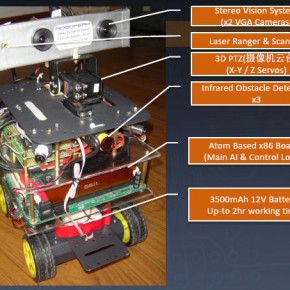 Stereo Vision Syste
(x2 VGA Cameras
Laser Ranger & Scan
3D PTZ(摄像机云台
(X-Y / Z Servos)
Infrared Obstacle Dete
x3
Atom Based x86 Boa
(Main AI & Control Lo
3500mAh 12V Batte
Up-to 2hr working tim